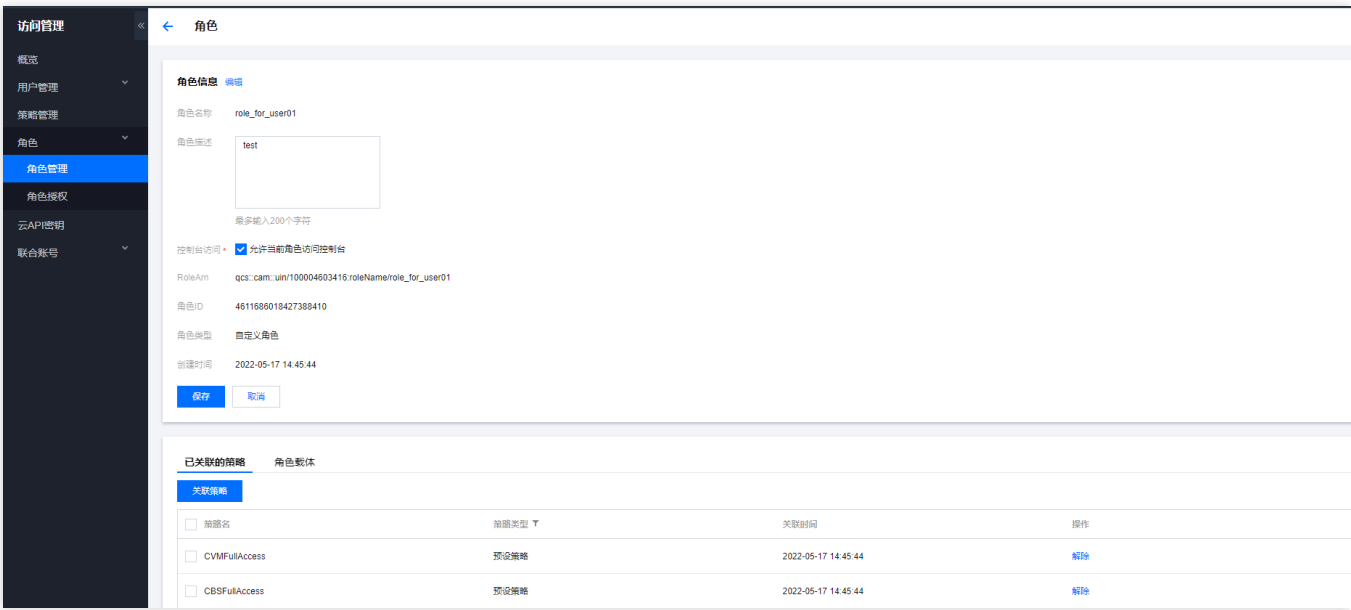 访问管理
«
← 角色
概览
用户管理
策略管理
角色
角色管理
角色授权
云API密钥
联合账号
角色信息 编辑
角色名称 role_for_user01
角色描述 test
最多输入200个字符
控制台访问 * 允许当前角色访问控制台
RoleArn qcs::cam::uin/100004603416:roleName/role_for_user01
角色ID 4611686018427388410
角色类型 自定义角色
创建时间 2022-05-17 14:45:44
保存 取消
已关联的策略 角色载体
关联策略
策略名 策略类型 关联时间 操作
CVMFullAccess 预设策略 2022-05-17 14:45:44 解除
CBSFullAccess 预设策略 2022-05-17 14:45:44 解除